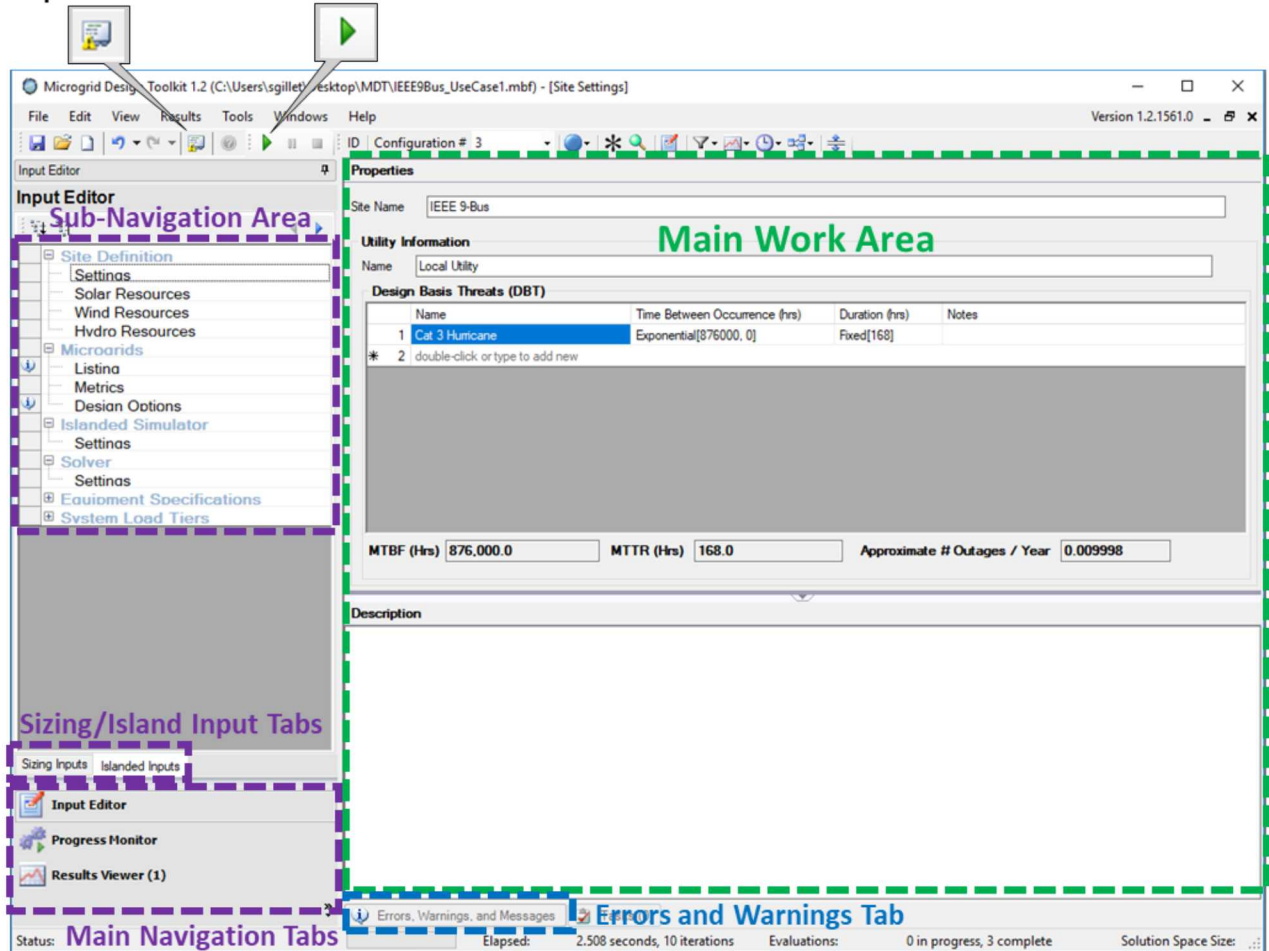 Microgrid Desig Toolkit 1.2 (C:\Users\sgillet\ esktop\MDT\IEEE9Bus_UseCase1.mbf) - [Site Settings]
File Edit View Results Tools Windows Help
Version 1.2.1561.0
ID Configuration # 3
Input Editor
Properties
Input Editor
Sub-Navigation Area
Site Name IEEE 9-Bus
Main Work Area
Utility Information
Name Local Utility
Design Basis Threats (DBT)
Name Time Between Occurrence (hrs) Duration (hrs) Notes
1 Cat 3 Hurricane Exponential[876000, 0] Fixed[168]
* 2 double-click or type to add new
Site Definition
Settings
Solar Resources
Wind Resources
Hydro Resources
Microgrids
Listing
Metrics
Design Options
Islanded Simulator
Settings
Solver
Settings
Equipment Specifications
System Load Tiers
MTBF (Hrs) 876,000.0 MTTR (Hrs) 168.0 Approximate # Outages / Year 0.009998
Description
Sizing/Island Input Tabs
Sizing Inputs Islanded Inputs
Input Editor
Progress Monitor
Results Viewer (1)
Errors, Warnings, and Messages
Errors and Warnings Tab
Main Navigation Tabs
Status: Elapsed: 2.508 seconds, 10 iterations Evaluations: 0 in progress, 3 complete Solution Space Size: